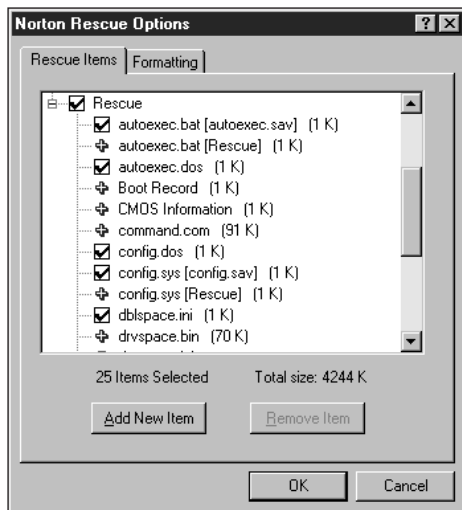 Norton Rescue Options
Rescue Items Formatting
Rescue
autoexec.bat [autoexec.sav] (1 K)
autoexec.bat [Rescue] (1 K)
autoexec.dos (1 K)
Boot Record (1 K)
CMOS Information (1 K)
command.com (91 K)
config.dos (1 K)
config.sys [config.sav] (1 K)
config.sys [Rescue] (1 K)
dblspace.ini (1 K)
drvspace.bin (70 K)
25 Items Selected Total size: 4244 K
Add New Item Remove Item
OK Cancel